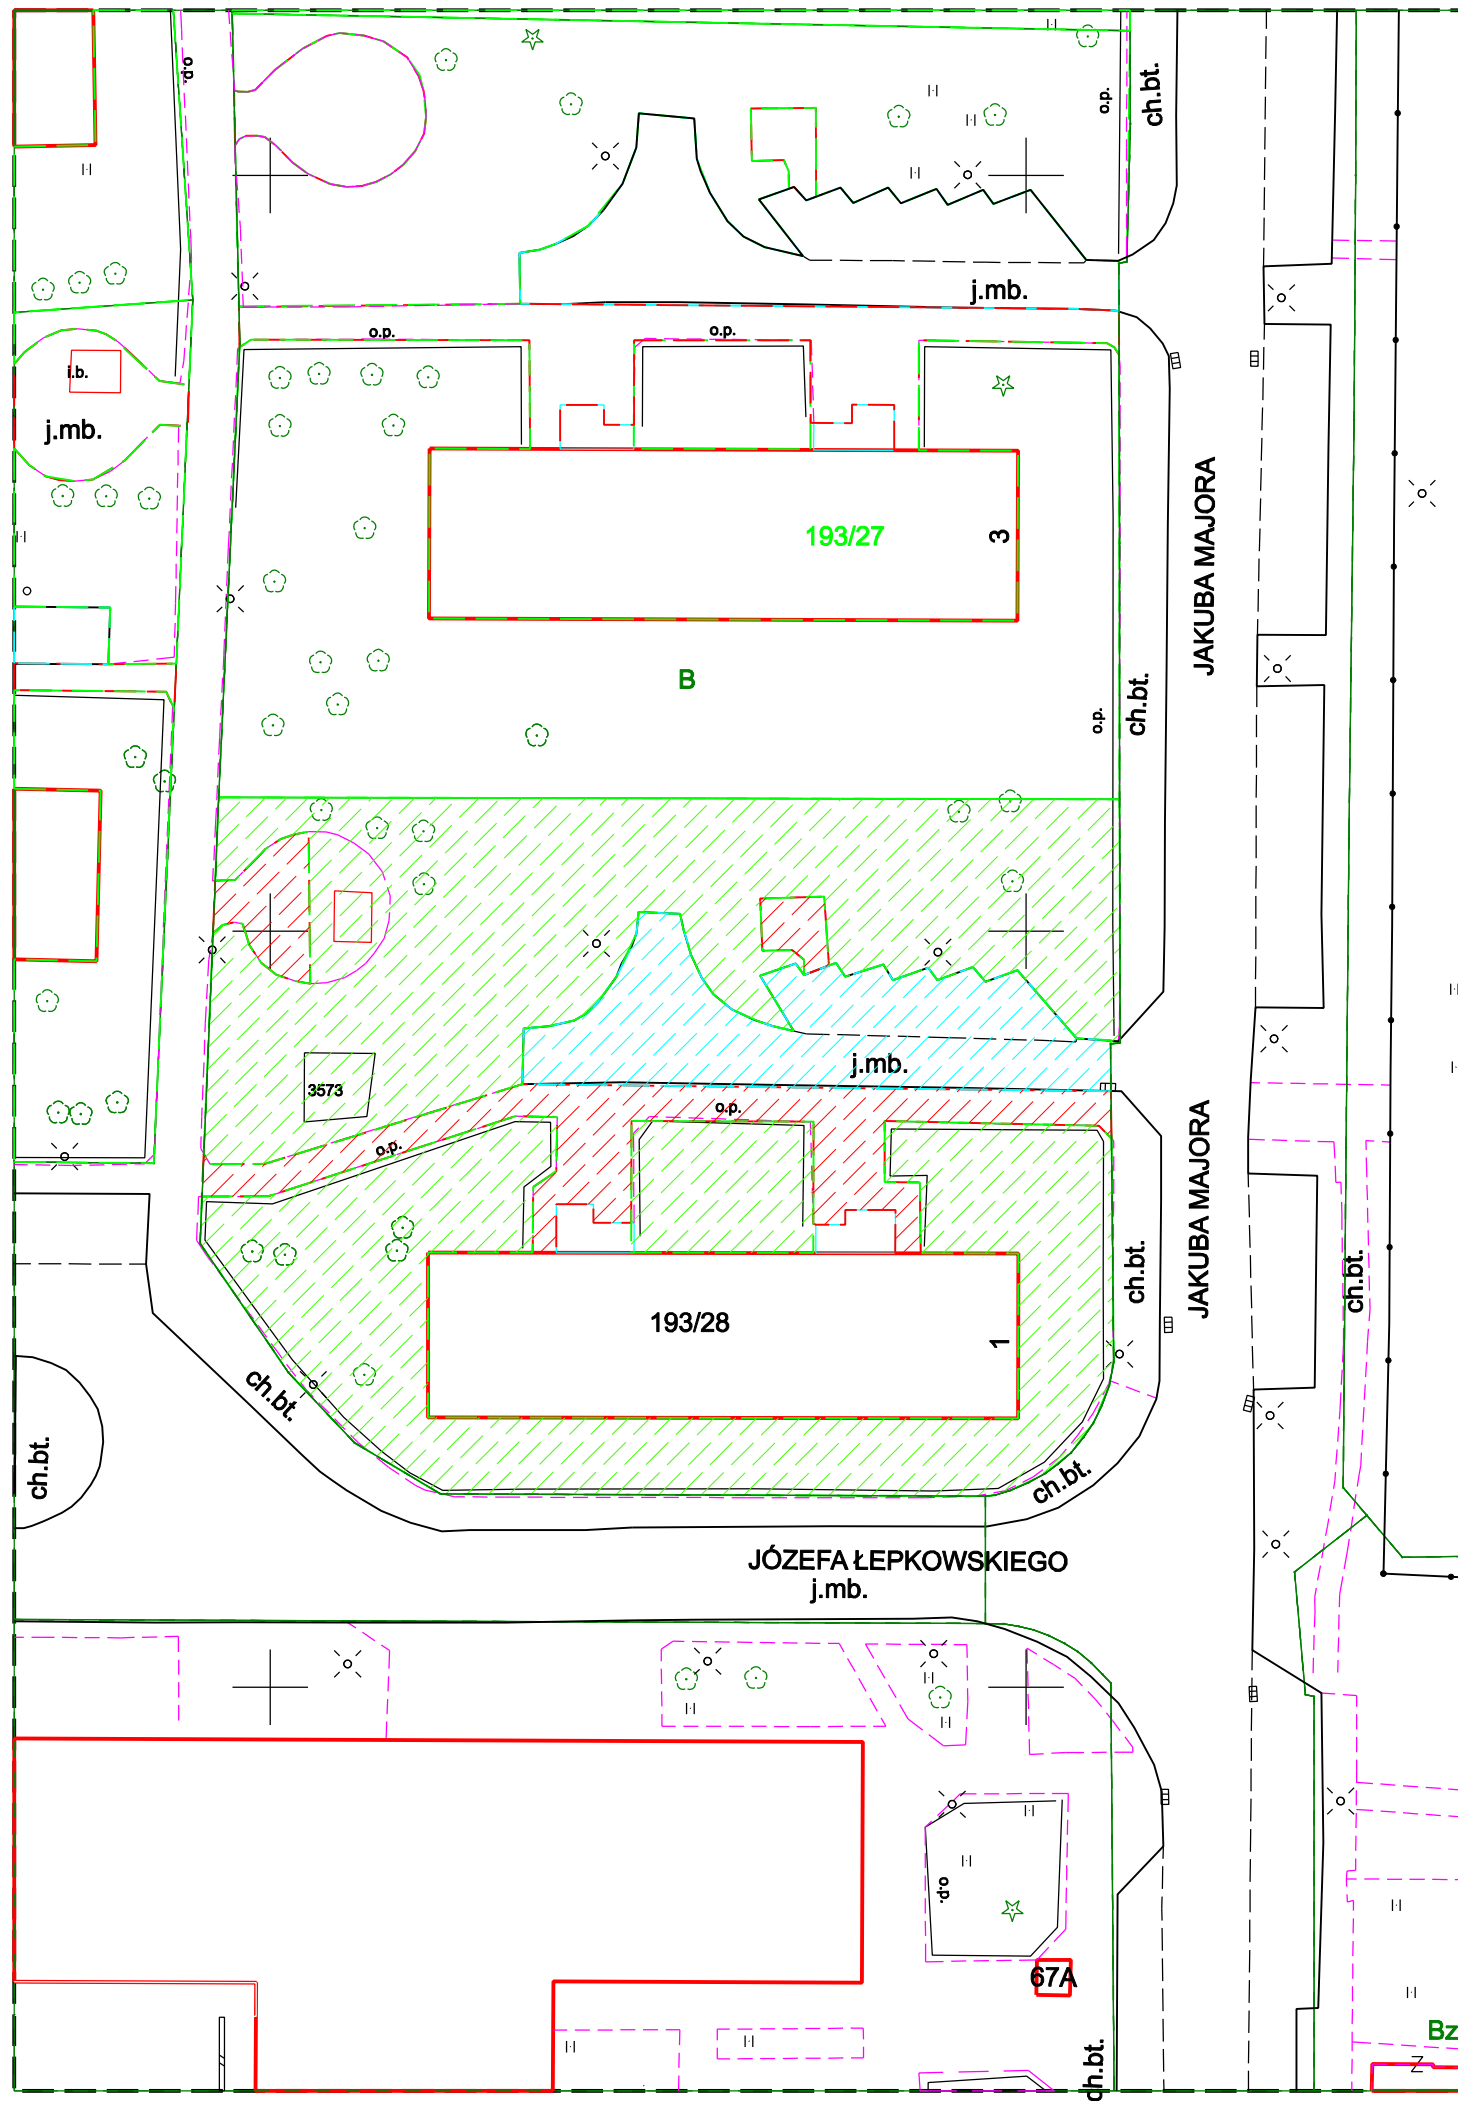 o.p.
ch.bt.
o.p.
j.mb.
o.p.
o.p.
i.b.
j.mb.
JAKUBA MAJORA
193/27
3
B
ch.bt.
o.p.
j.mb.
3573
o.p.
o.p.
JAKUBA MAJORA
ch.bt.
ch.bt.
193/28
1
ch.bt.
ch.bt.
ch.bt.
JÓZEFA ŁEPKOWSKIEGO
j.mb.
o.p.
67A
Bz
Z
ch.bt.